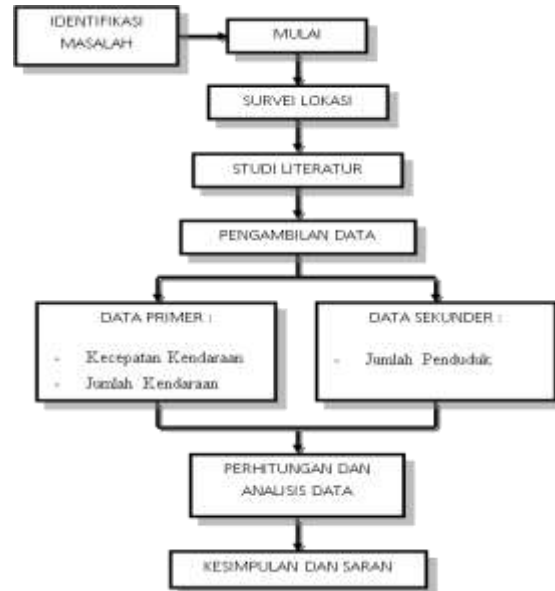 IDENTIFIKASI
MASALAH
MULAI
SURVEI LOKASI
STUDI LITERATUR
PENGAMBILAN DATA
DATA PRIMER :
- Kecepatan Kendaraan
- Jumlah Kendaraan
DATA SEKUNDER :
- Jumlah Penduduk
PERHITUNGAN DAN
ANALISIS DATA
KESIMPULAN DAN SARAN